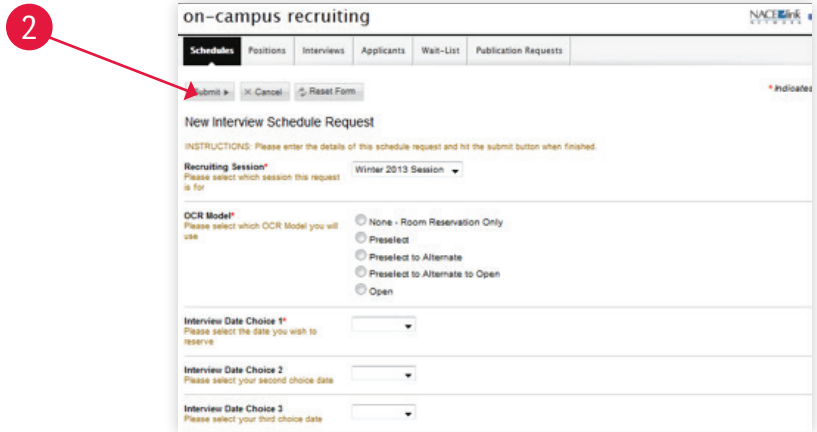 2
on-campus recruiting
NACElink
NETWORK
Schedules Positions Interviews Applicants Wait-List Publication Requests
Submit Cancel Reset Form
* Indicates
New Interview Schedule Request
INSTRUCTIONS: Please enter the details of this schedule request and hit the submit button when finished.
Recruiting Session*
Please select which session this request
is for
Winter 2013 Session
OCR Model*
Please select which OCR Model you will
use
None - Room Reservation Only
Preselect
Preselect to Alternate
Preselect to Alternate to Open
Open
Interview Date Choice 1*
Please select the date you wish to
reserve
Interview Date Choice 2
Please select your second choice date
Interview Date Choice 3
Please select your third choice date